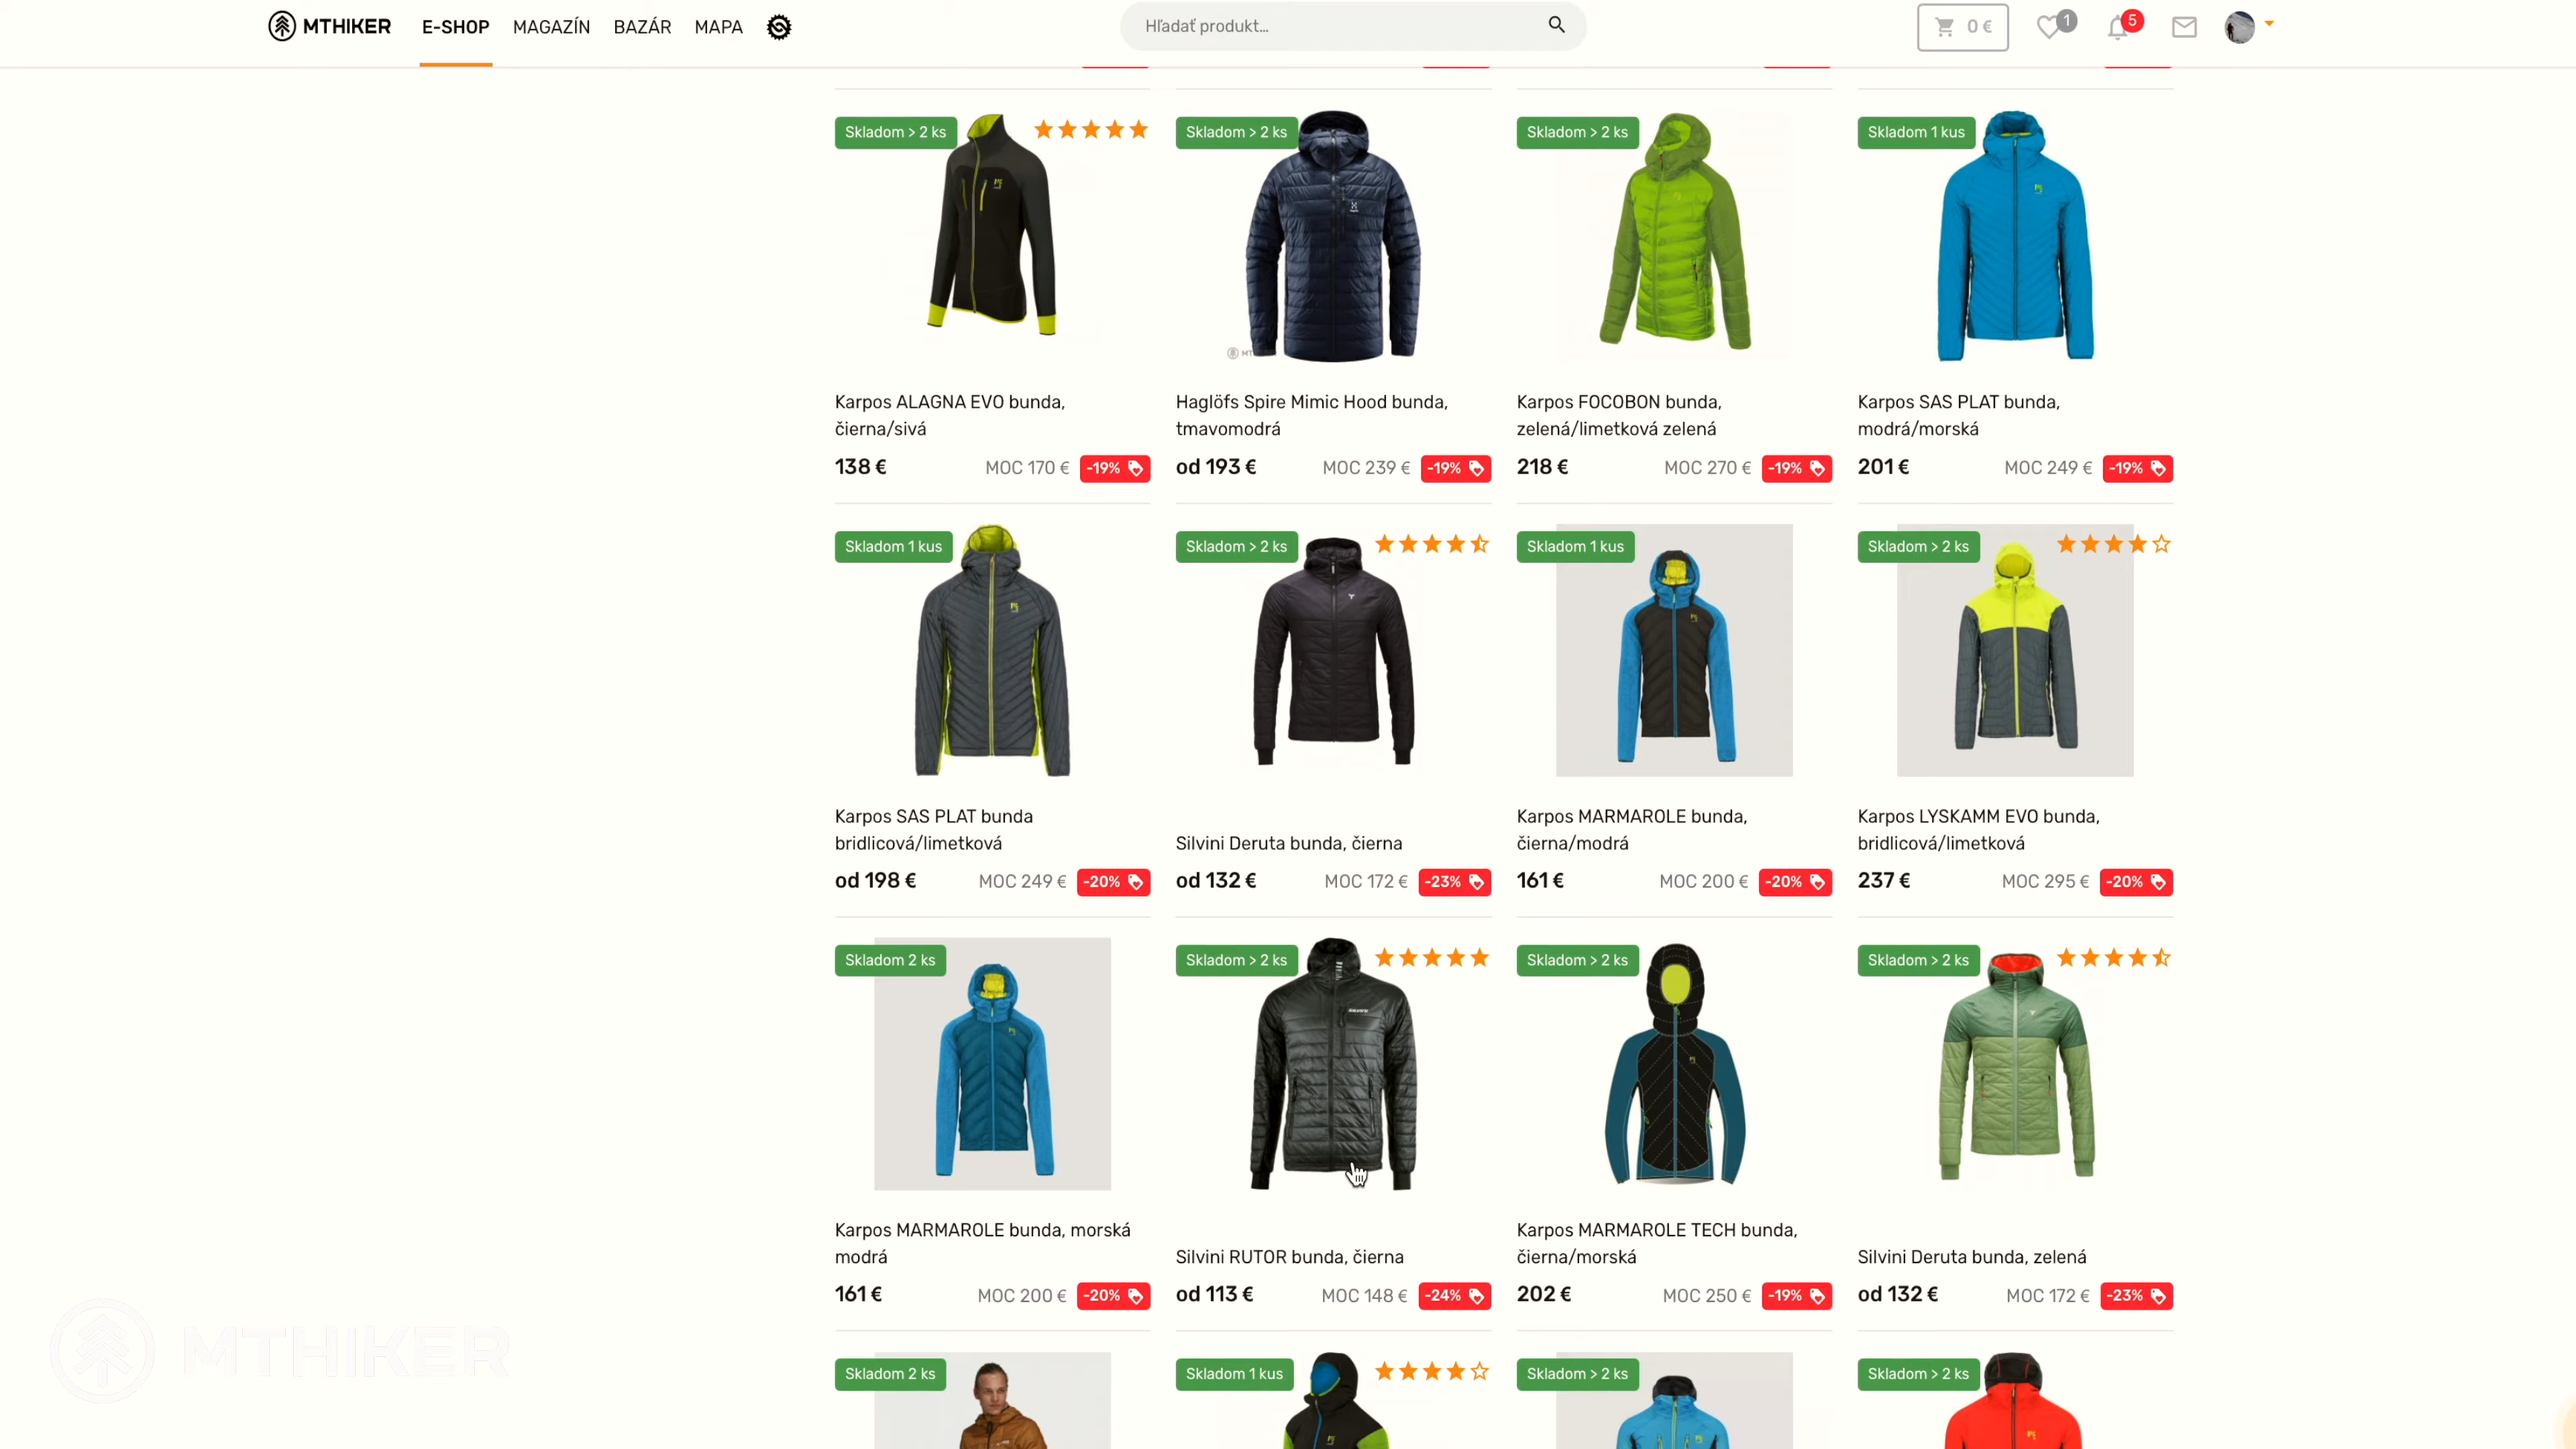 MTHIKER E-SHOP MAGAZÍN BAZÁR MAPA Hľadať produkt... 0 € 1 5
Skladom > 2 ks
Karpos ALAGNA EVO bunda,
čierna/sivá
138 € MOC 170 € -19%
Skladom > 2 ks
Haglöfs Spire Mimic Hood bunda,
tmavomodrá
od 193 € MOC 239 € -19%
Skladom > 2 ks
Karpos FOCOBON bunda,
zelená/limetková zelená
218 € MOC 270 € -19%
Skladom 1 kus
Karpos SAS PLAT bunda,
modrá/morská
201 € MOC 249 € -19%
Skladom 1 kus
Karpos SAS PLAT bunda
bridlicová/limetková
od 198 € MOC 249 € -20%
Skladom > 2 ks
Silvini Deruta bunda, čierna
od 132 € MOC 172 € -23%
Skladom 1 kus
Karpos MARMAROLE bunda,
čierna/modrá
161 € MOC 200 € -20%
Skladom > 2 ks
Karpos LYSKAMM EVO bunda,
bridlicová/limetková
237 € MOC 295 € -20%
Skladom 2 ks
Karpos MARMAROLE bunda, morská
modrá
161 € MOC 200 € -20%
Skladom > 2 ks
Silvini RUTOR bunda, čierna
od 113 € MOC 148 € -24%
Skladom > 2 ks
Karpos MARMAROLE TECH bunda,
čierna/morská
202 € MOC 250 € -19%
Skladom > 2 ks
Silvini Deruta bunda, zelená
od 132 € MOC 172 € -23%
Skladom 2 ks
Skladom 1 kus
Skladom > 2 ks
Skladom > 2 ks
MTHIKER